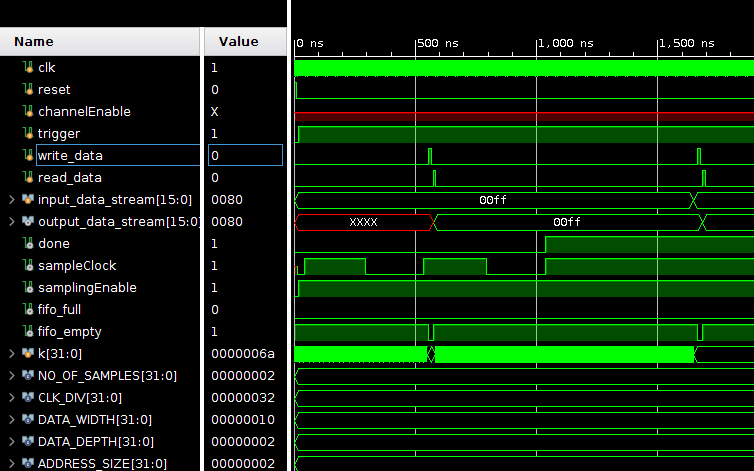 Name Value 0 ns 500 ns 1,000 ns 1,500 ns
clk 1
reset 0
channelEnable X
trigger 1
write_data 0
read_data 0
input_data_stream[15:0] 0080 00ff
output_data_stream[15:0] 0080 XXXX 00ff
done 1
sampleClock 1
samplingEnable 1
fifo_full 0
fifo_empty 1
k[31:0] 0000006a
NO_OF_SAMPLES[31:0] 00000002
CLK_DIV[31:0] 00000032
DATA_WIDTH[31:0] 00000010
DATA_DEPTH[31:0] 00000002
ADDRESS_SIZE[31:0] 00000002